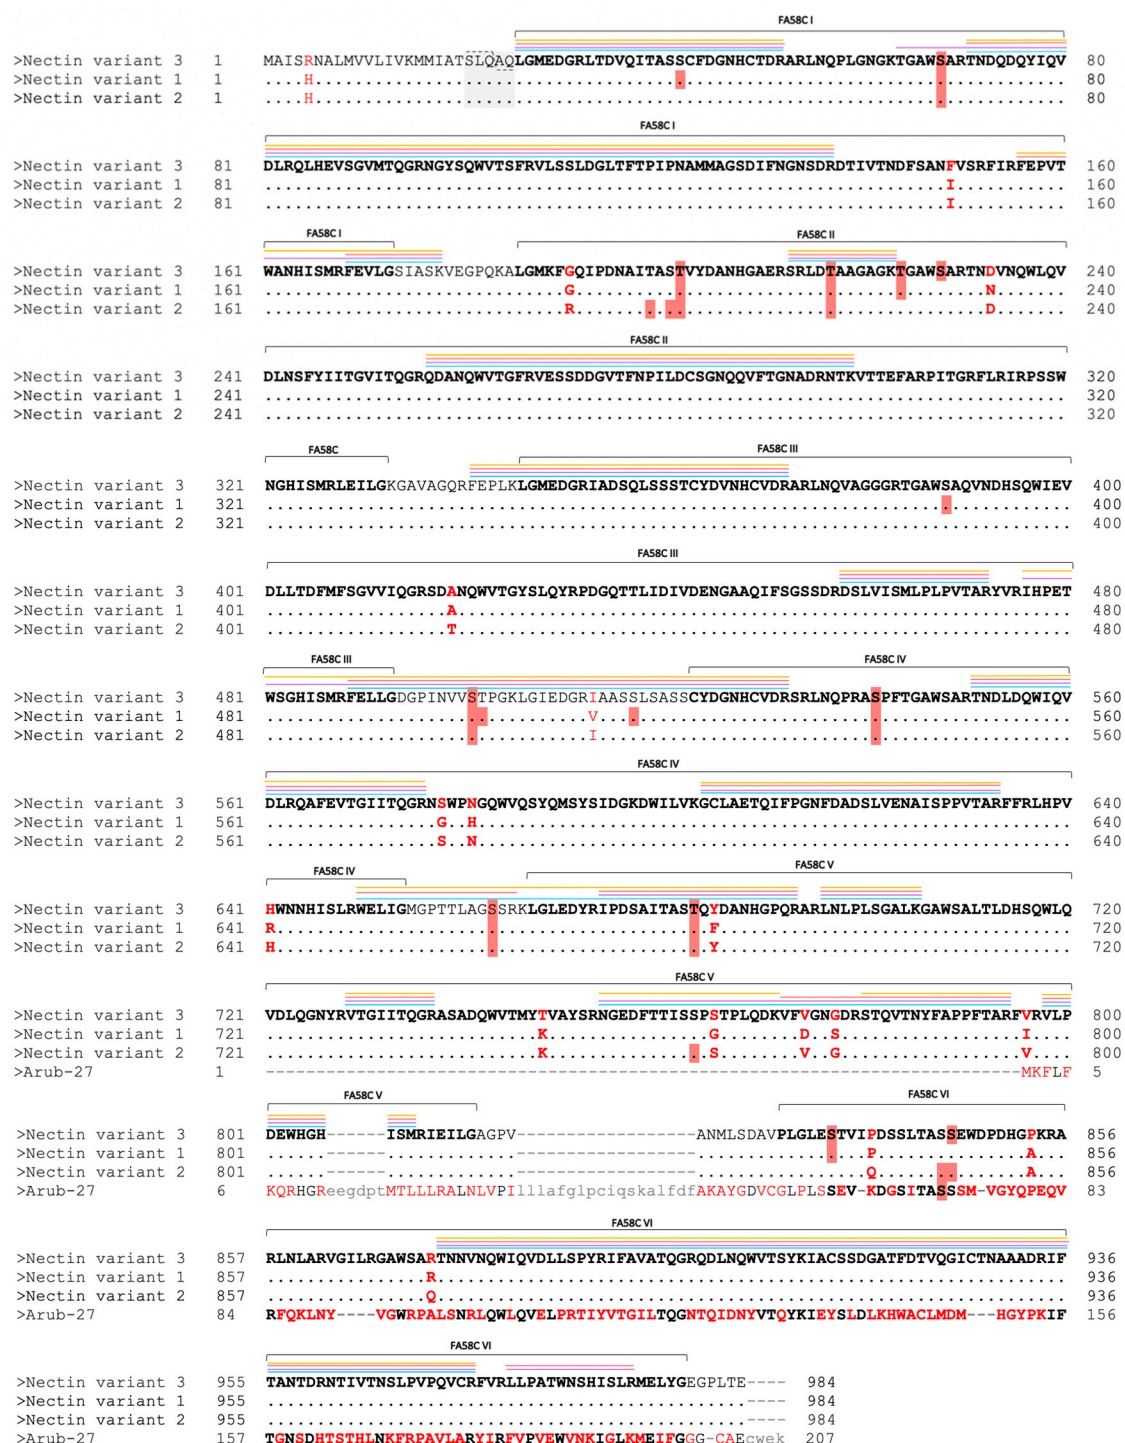 FA58C I
>Nectin variant 3 1 MAISRNALMVVLIVKMMIATSLQAQLGMEDGRLTDVQITASSCFDGNHCTDRARLNQPLGNGKTGAWSARTNDQDQYIQV 80
>Nectin variant 1 1 ....H........................................................................... 80
>Nectin variant 2 1 ....H........................................................................... 80
FA58C I
>Nectin variant 3 81 DLRQLHEVSGVMTQGRNGYSQWVTSFRVLSSLDGLTFTPIPNAMMAGSDIFNGNSDRDTIVTNDFSANFVSRFIRFEPVT 160
>Nectin variant 1 81 ....................................................................I........... 160
>Nectin variant 2 81 ....................................................................I........... 160
FA58C I FA58C II
>Nectin variant 3 161 WANHISMRFEVLGSIASKVEGPQKALGMKFGQIPDNAITASTVYDANHGAERSRLDTAAGAGKTGAWSARTNDVNQWLQV 240
>Nectin variant 1 161 ..............................G.........................................N....... 240
>Nectin variant 2 161 ..............................R.........................................D....... 240
FA58C II
>Nectin variant 3 241 DLNSFYIITGVITQGRQDANQWVTGFRVESSDDGVTFNPILDCSGNQQVFTGNADRNTKVTTEFARPITGRFLRIRPSSW 320
>Nectin variant 1 241 ................................................................................ 320
>Nectin variant 2 241 ................................................................................ 320
FA58C FA58C III
>Nectin variant 3 321 NGHISMRLEILGKGAVAGQRFEPLKLGMEDGRIADSQLSSSTCYDVNHCVDRARLNQVAGGGRTGAWSAQVNDHSQWIEV 400
>Nectin variant 1 321 ................................................................................ 400
>Nectin variant 2 321 ................................................................................ 400
FA58C III
>Nectin variant 3 401 DLLTDFMFSGVVIQGRSDANQWVTGYSLQYRPDGQTTLIDIVDENGAAQIFSGSSDRDSLVISMLPLPVTARYVRIHPET 480
>Nectin variant 1 401 ..................A............................................................. 480
>Nectin variant 2 401 ..................T............................................................. 480
FA58C III FA58C IV
>Nectin variant 3 481 WSGHISMRFELLGDGPINVVSTPGKLGIEDGRIAASSLSASSCYDGNHCVDRSRLNQPRASPFTGAWSARTNDLDQWIQV 560
>Nectin variant 1 481 ................................V............................................... 560
>Nectin variant 2 481 ................................I............................................... 560
FA58C IV
>Nectin variant 3 561 DLRQAFEVTGIITQGRNSWPNGQWVQSYQMSYSIDGKDWILVKGCLAETQIFPGNFDADSLVENAISPPVTARFFRLHPV 640
>Nectin variant 1 561 .................G..H........................................................... 640
>Nectin variant 2 561 .................S..N........................................................... 640
FA58C IV FA58C V
>Nectin variant 3 641 HWNNHISLRWELIGMGPTTLAGSSRKLGLEDYRIPDSAITASTQYDANHGPQRARLNLPLSGALKGAWSALTLDHSQWLQ 720
>Nectin variant 1 641 R...........................................F................................... 720
>Nectin variant 2 641 H...........................................Y................................... 720
FA58C V
>Nectin variant 3 721 VDLQGNYRVTGIITQGRASADQWVTMYTVAYSRNGEDFTTISSPSTPLQDKVFVGNGDRSTQVTNYFAPPFTARFVRVLP 800
>Nectin variant 1 721 ...........................K................G........D..S..................I.... 800
>Nectin variant 2 721 ...........................K................S........V..G..................V.... 800
>Arub-27 1 ---------------------------------------------------------------------------MKFLF 5
FA58C V FA58C VI
>Nectin variant 3 801 DEWHGH------ISMRIEILGAGPV------------------ANMLSDAVPLGLESTVIPDSSLTASSEWDPDHGPKRA 856
>Nectin variant 1 801 ......------.............------------------.................P...............A... 856
>Nectin variant 2 801 ......------.............------------------.................Q...............A... 856
>Arub-27 6 KQRHGReegdptMTLLLRALNLVPIlllafglpciqskalfdfAKAYGDVCGLPLSSEV-KDGSITASSSM-VGYQPEQV 83
FA58C VI
>Nectin variant 3 857 RLNLARVGILRGAWSARTNNVNQWIQVDLLSPYRIFAVATQGRQDLNQWVTSYKIACSSDGATFDTVQGICTNAAADRIF 936
>Nectin variant 1 857 ................R............................................................... 936
>Nectin variant 2 857 ................Q............................................................... 936
>Arub-27 84 RFQKLNY----VGWRPALSNRLQWLQVELPRTIYVTGILTQGNTQIDNYVTQYKIEYSLDLKHWACLMDM---HGYPKIF 156
FA58C VI
>Nectin variant 3 955 TANTDRNTIVTNSLPVPQVCRFVRLLPATWNSHISLRMELYGEGPLTE---- 984
>Nectin variant 1 955 ................................................---- 984
>Nectin variant 2 955 ................................................---- 984
>Arub-27 157 TGNSDHTSTHLNKFRPAVLARYIRFVPVEWVNKIGLKMEIFGGG-CAEcwek 207